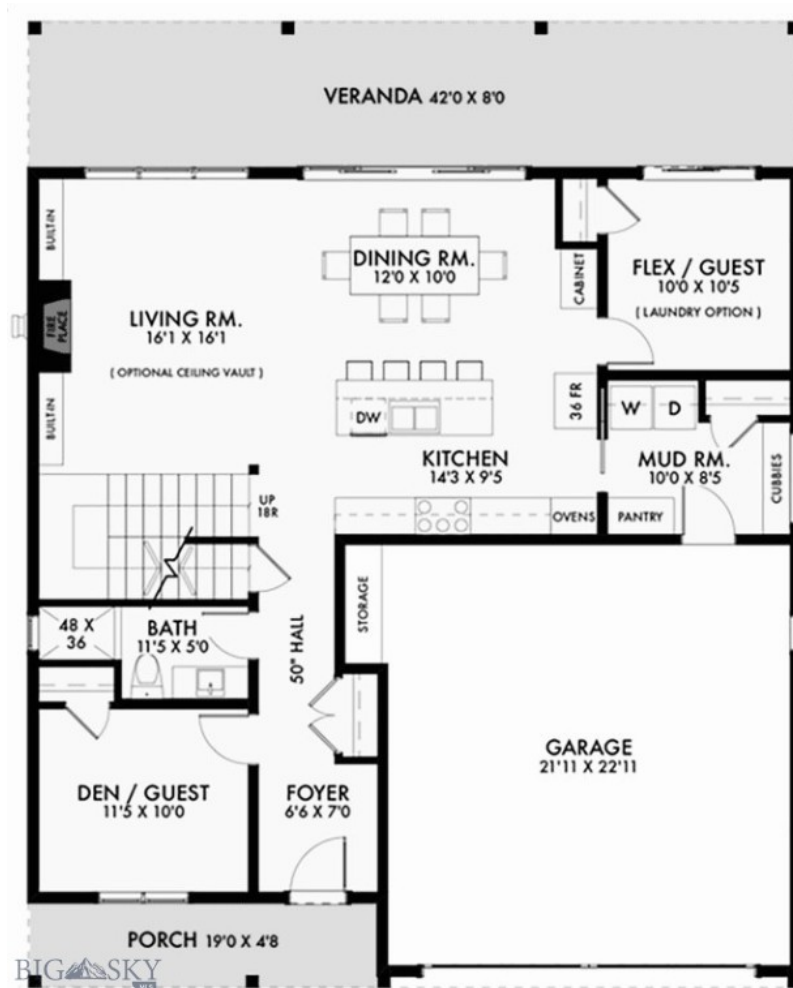 VERANDA 42'0 X 8'0
BUILT-IN
DINING RM.
12'0 X 10'0
CABINET
FLEX / GUEST
10'0 X 10'5
( LAUNDRY OPTION )
FIRE
PLACE
LIVING RM.
16'1 X 16'1
( OPTIONAL CEILING VAULT )
BUILT-IN
DW
36 FR
W D
KITCHEN
14'3 X 9'5
MUD RM.
10'0 X 8'5
CUBBIES
UP
18R
OVENS
PANTRY
STORAGE
48 X
36
BATH
11'5 X 5'0
50" HALL
DEN / GUEST
11'5 X 10'0
FOYER
6'6 X 7'0
GARAGE
21'11 X 22'11
PORCH 19'0 X 4'8
BIG SKY
MLS